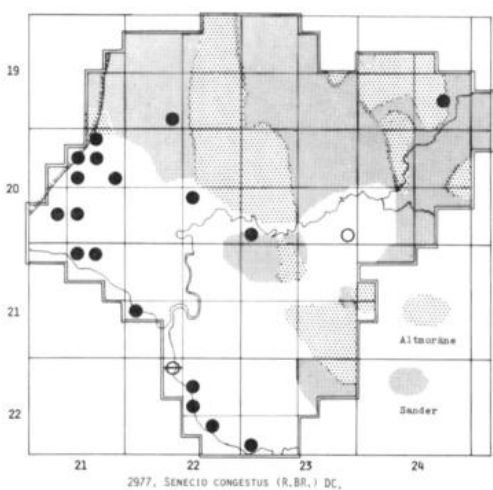 19
20
21
22
Altmoräne
Sander
21
22
23
24
2977. SENECIO CONGESTUS (R.BR.) DC.